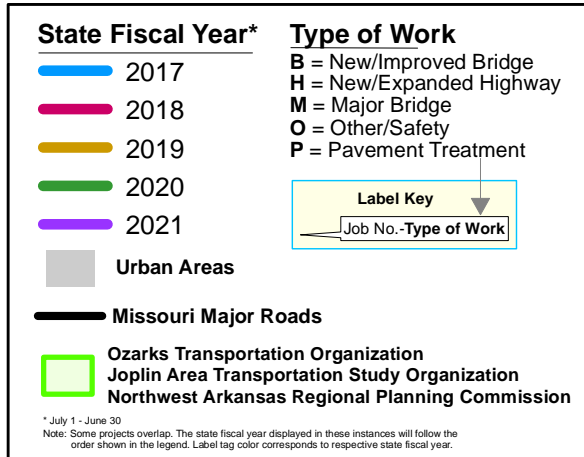 State Fiscal Year*
2017
2018
2019
2020
2021
Urban Areas
Missouri Major Roads
Ozarks Transportation Organization
Joplin Area Transportation Study Organization
Northwest Arkansas Regional Planning Commission
Type of Work
B = New/Improved Bridge
H = New/Expanded Highway
M = Major Bridge
O = Other/Safety
P = Pavement Treatment
Label Key
Job No.-Type of Work
* July 1 - June 30
Note: Some projects overlap. The state fiscal year displayed in these instances will follow the
order shown in the legend. Label tag color corresponds to respective state fiscal year.